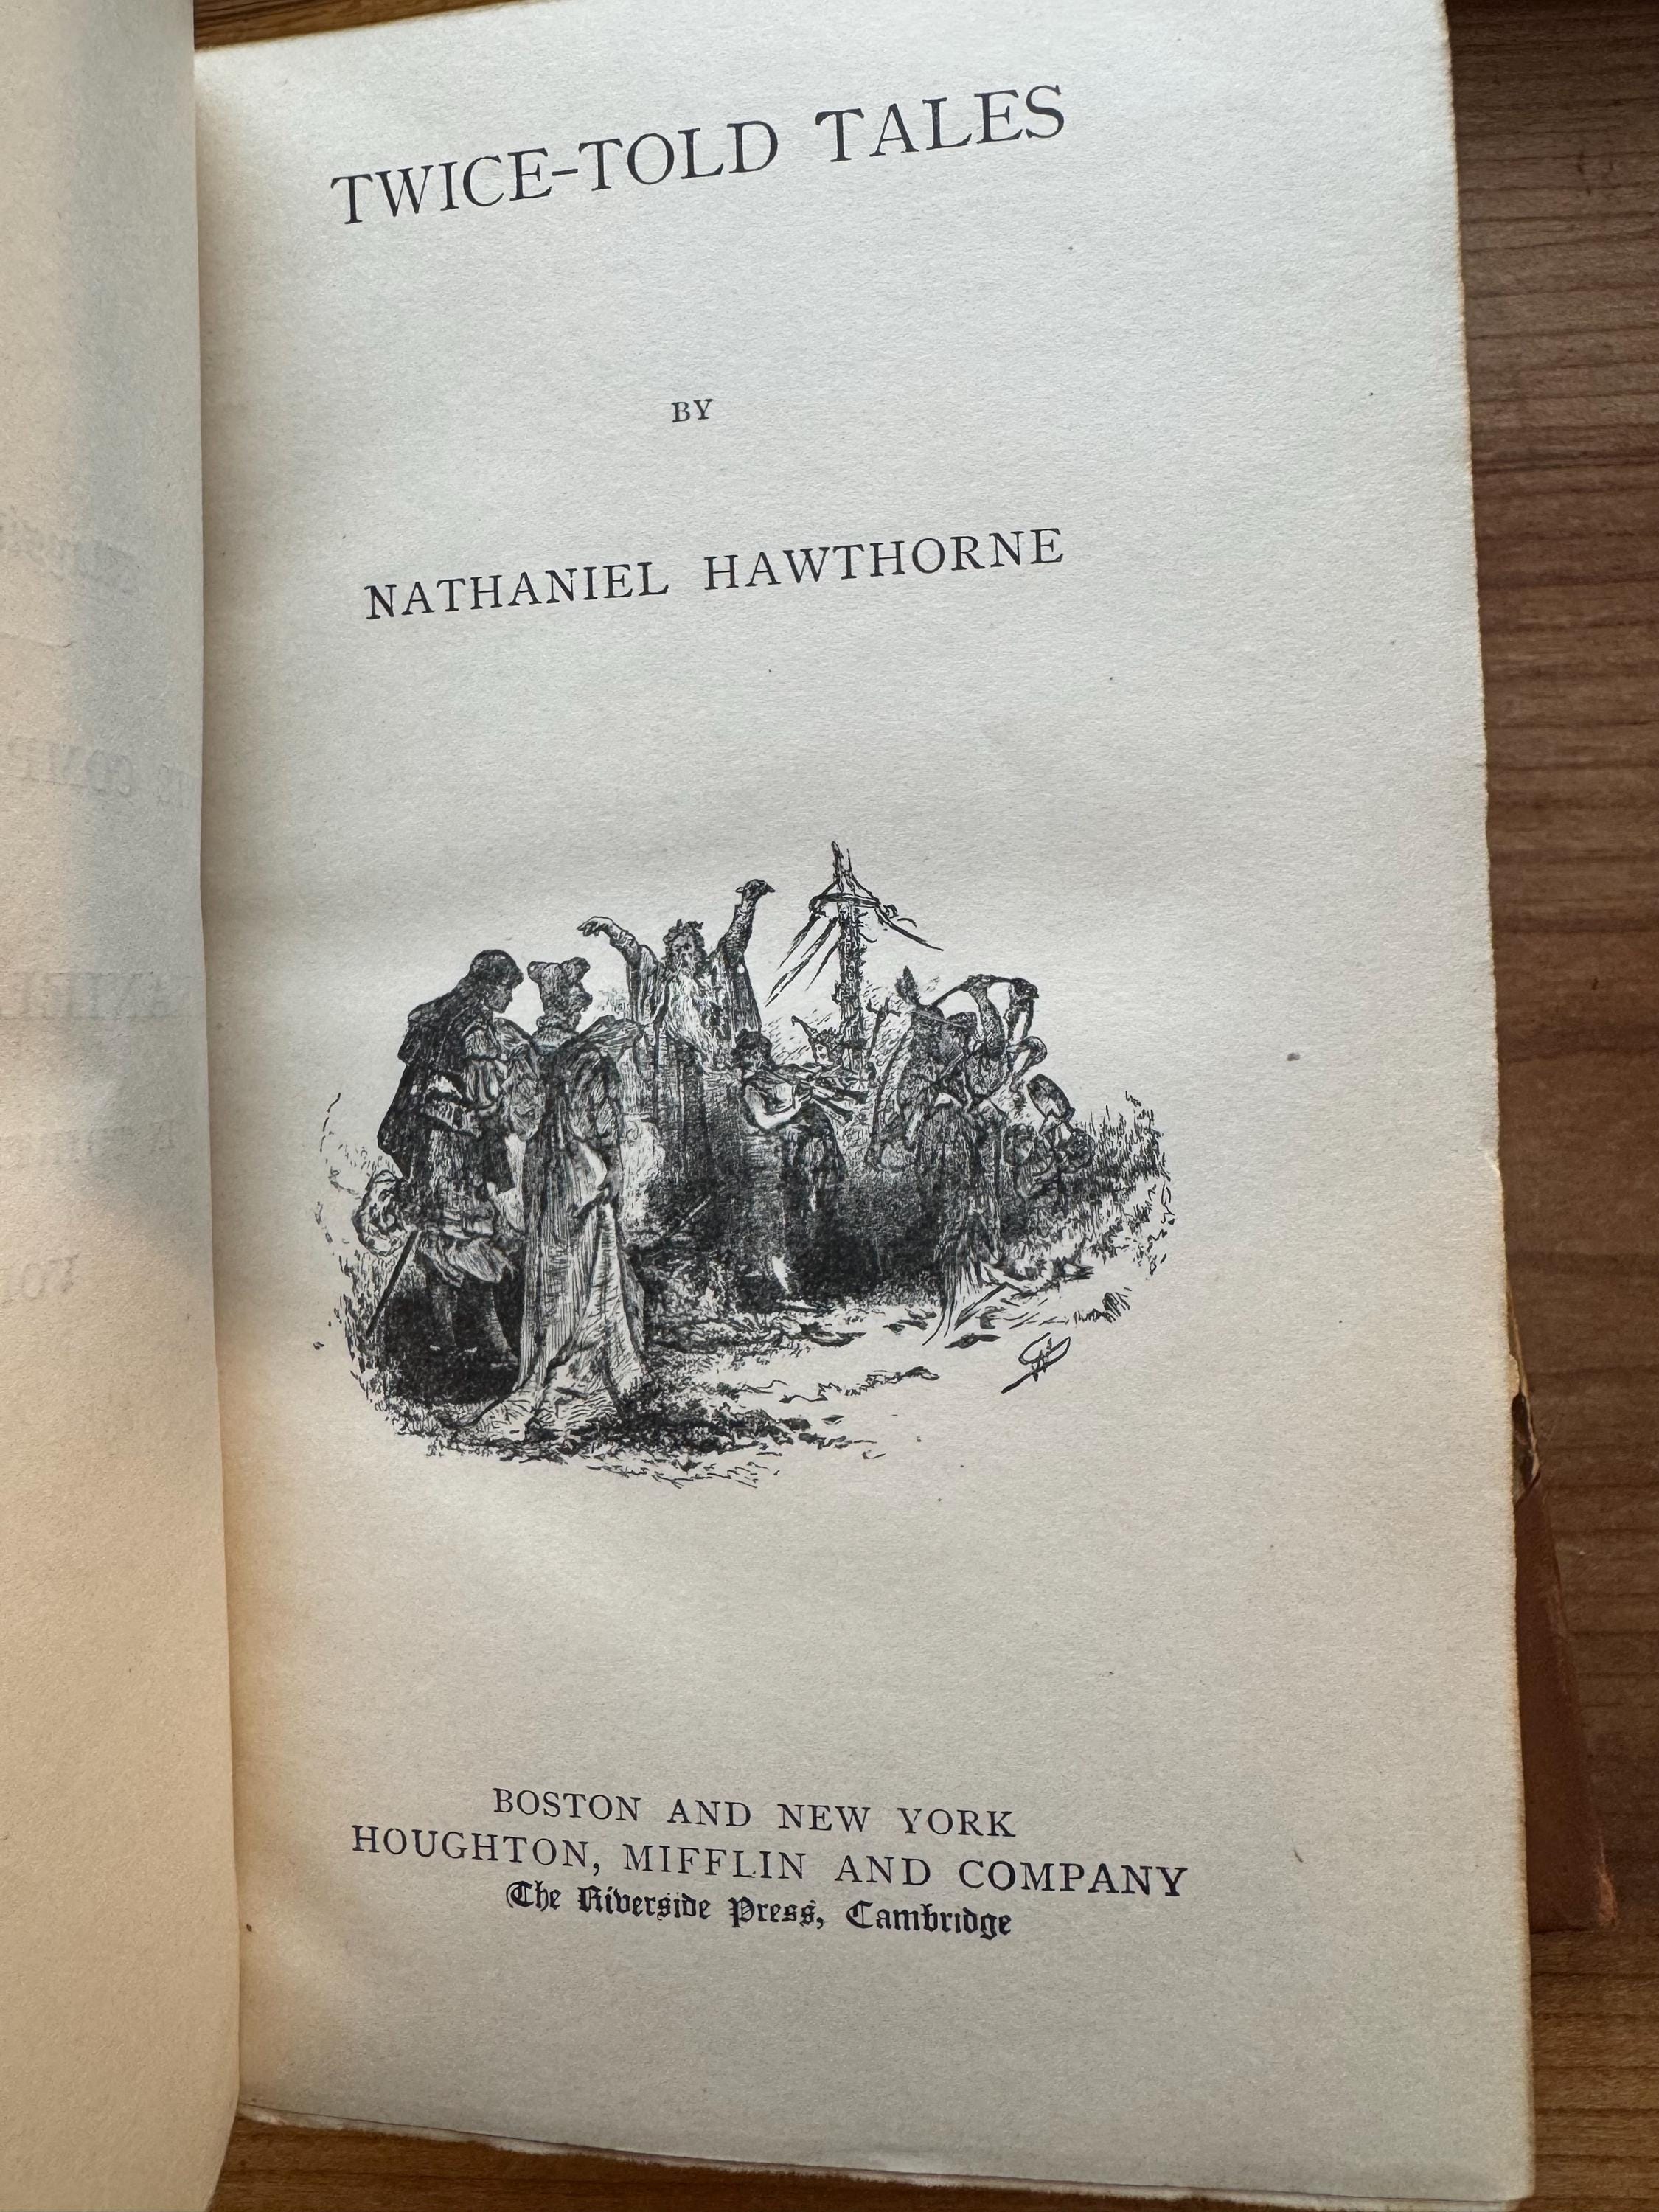 TWICE-TOLD TALES
BY
NATHANIEL HAWTHORNE
BOSTON AND NEW YORK
HOUGHTON, MIFFLIN AND COMPANY
The Riverside Press, Cambridge